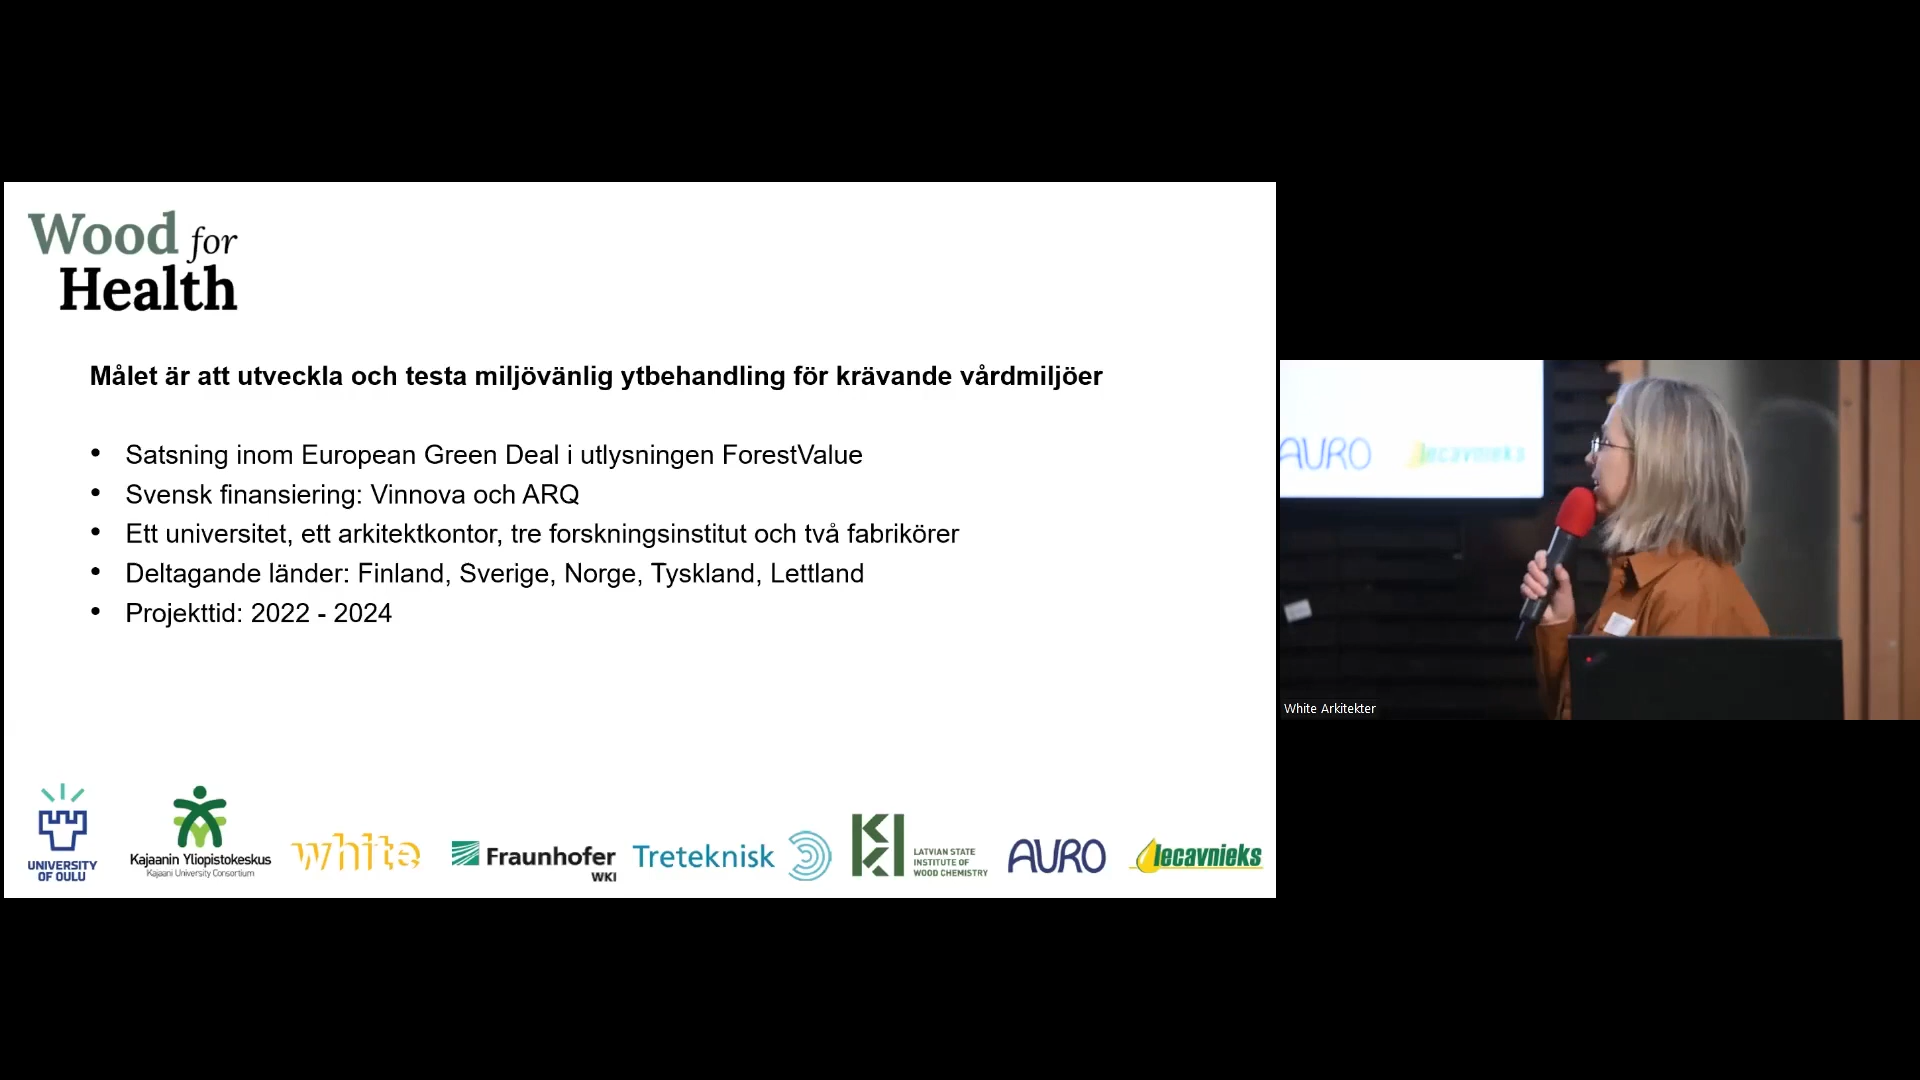 Wood for
Health
Målet är att utveckla och testa miljövänlig ytbehandling för krävande vårdmiljöer
• Satsning inom European Green Deal i utlysningen ForestValue
• Svensk finansiering: Vinnova och ARQ
• Ett universitet, ett arkitektkontor, tre forskningsinstitut och två fabrikörer
• Deltagande länder: Finland, Sverige, Norge, Tyskland, Lettland
• Projekttid: 2022 - 2024
UNIVERSITY
OF OULU
Kajaanin Yliopistokeskus
Kajaani University Consortium
white
Fraunhofer
WKI
Treteknisk
LATVIAN STATE
INSTITUTE OF
WOOD CHEMISTRY
AURO
Iecavnieks
AURO Iecavnieks
White Arkitekter